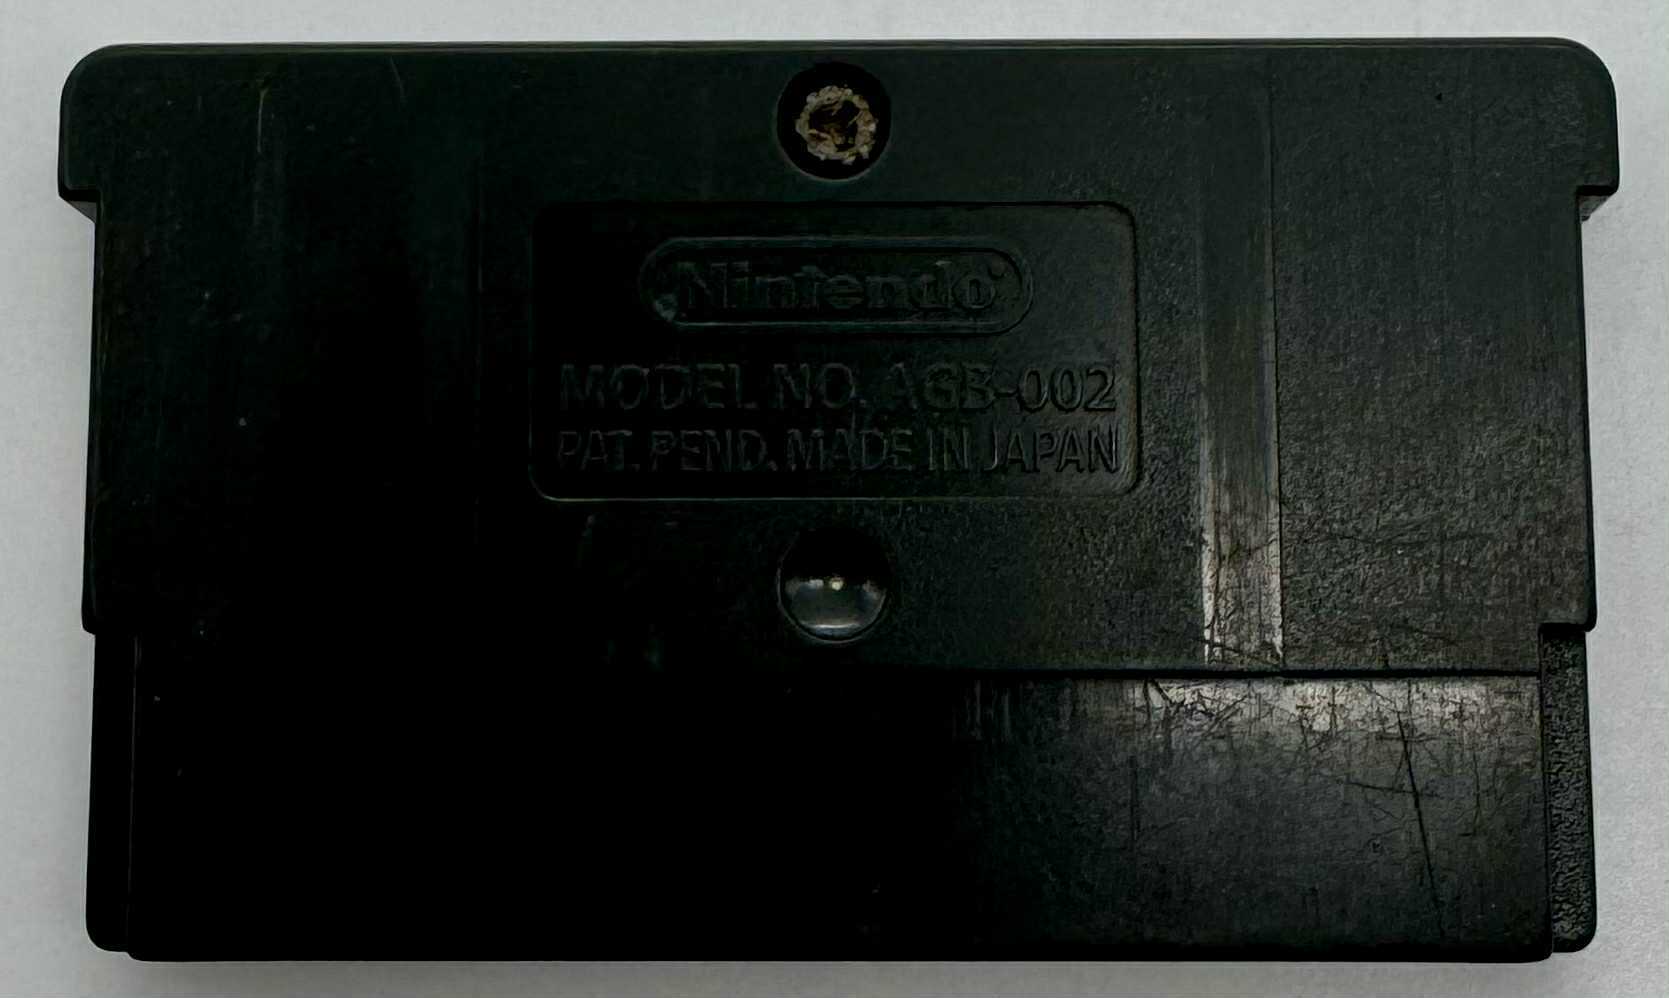 Nintendo®
MODEL NO. AGB-002
PAT. PEND. MADE IN JAPAN